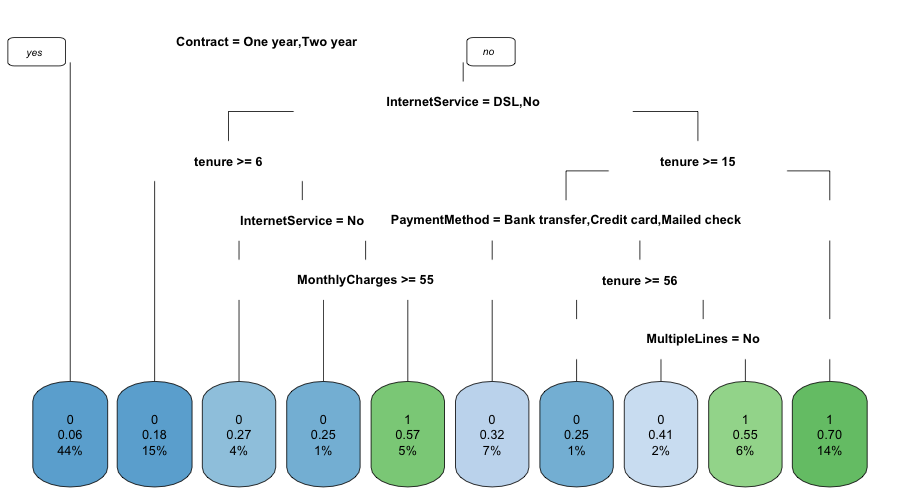 Contract = One year,Two year
yes
no
InternetService = DSL,No
tenure >= 6
tenure >= 15
InternetService = No
PaymentMethod = Bank transfer,Credit card,Mailed check
MonthlyCharges >= 55
tenure >= 56
MultipleLines = No
0
0.06
44%
0
0.18
15%
0
0.27
4%
0
0.25
1%
1
0.57
5%
0
0.32
7%
0
0.25
1%
0
0.41
2%
1
0.55
6%
1
0.70
14%